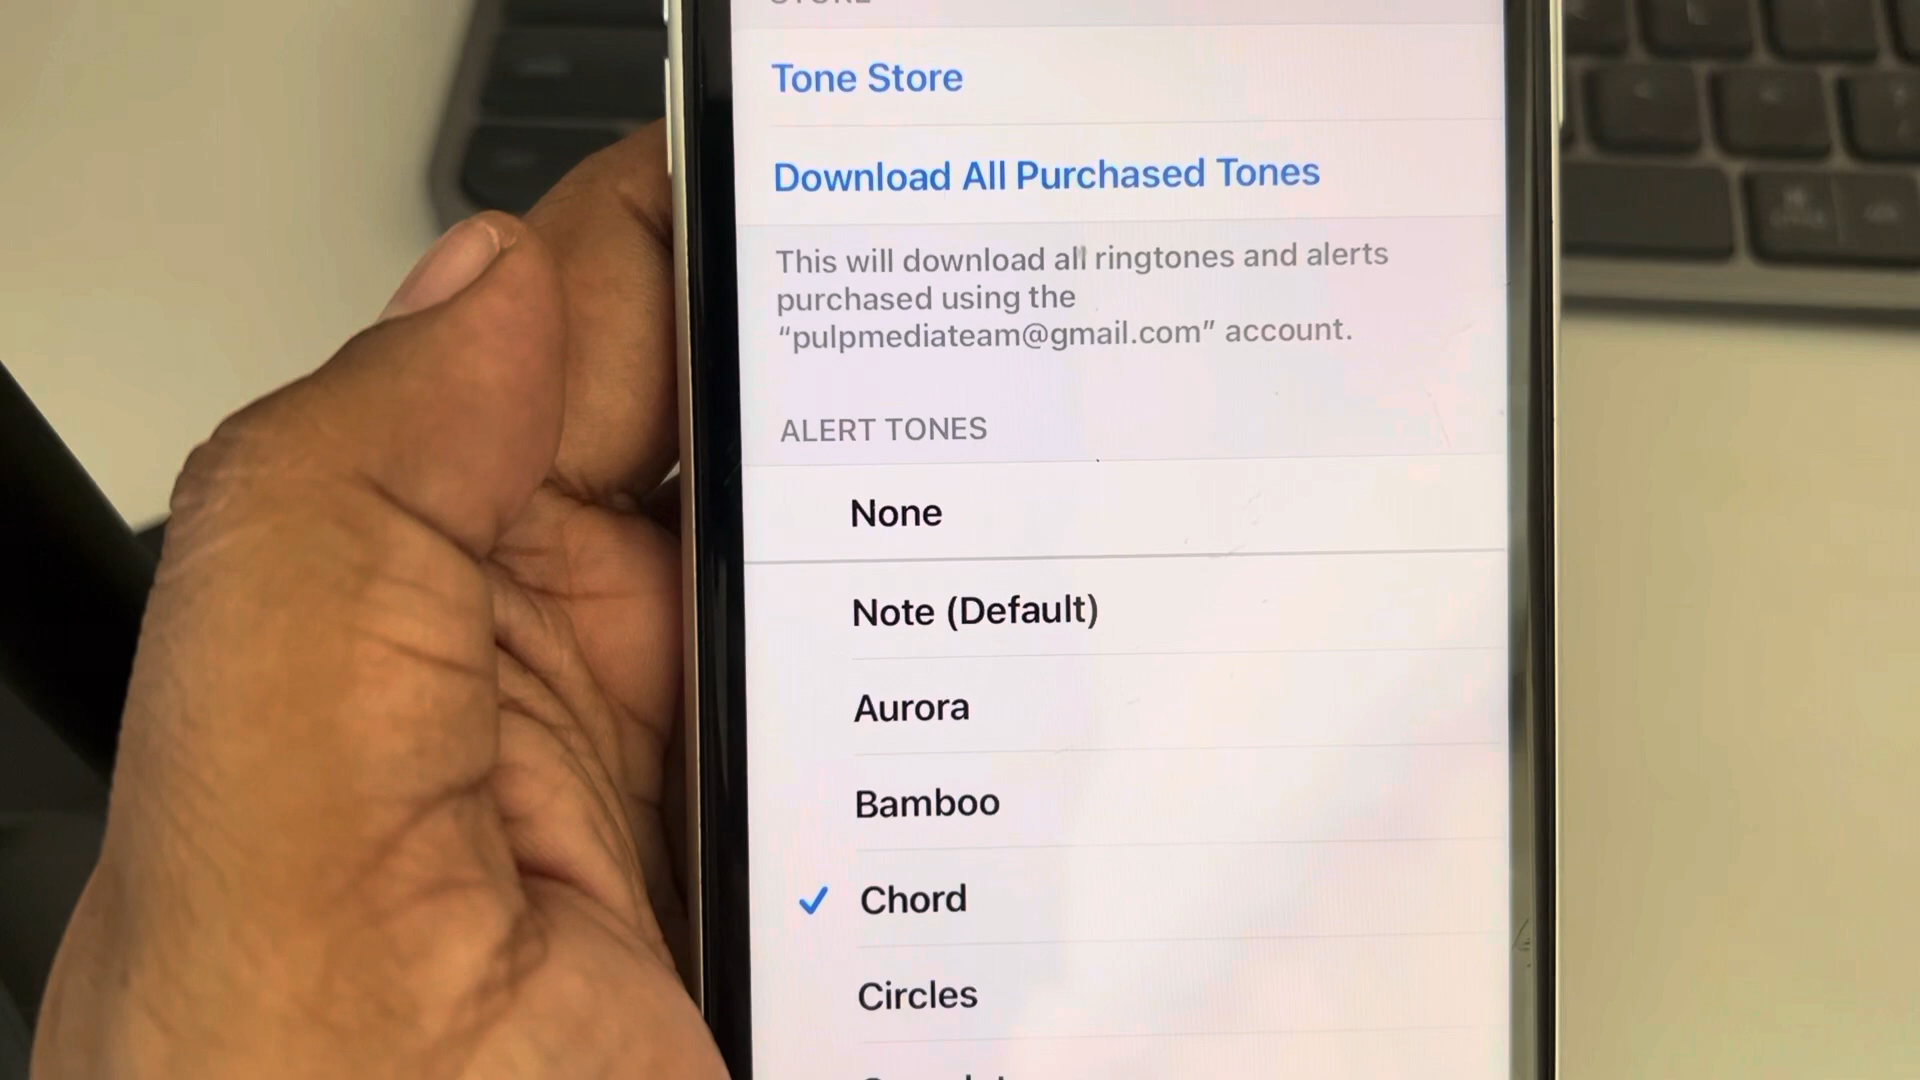 STORE
Tone Store
Download All Purchased Tones
This will download all ringtones and alerts
purchased using the
“pulpmediateam@gmail.com” account.
ALERT TONES
None
Note (Default)
Aurora
Bamboo
Chord
Circles